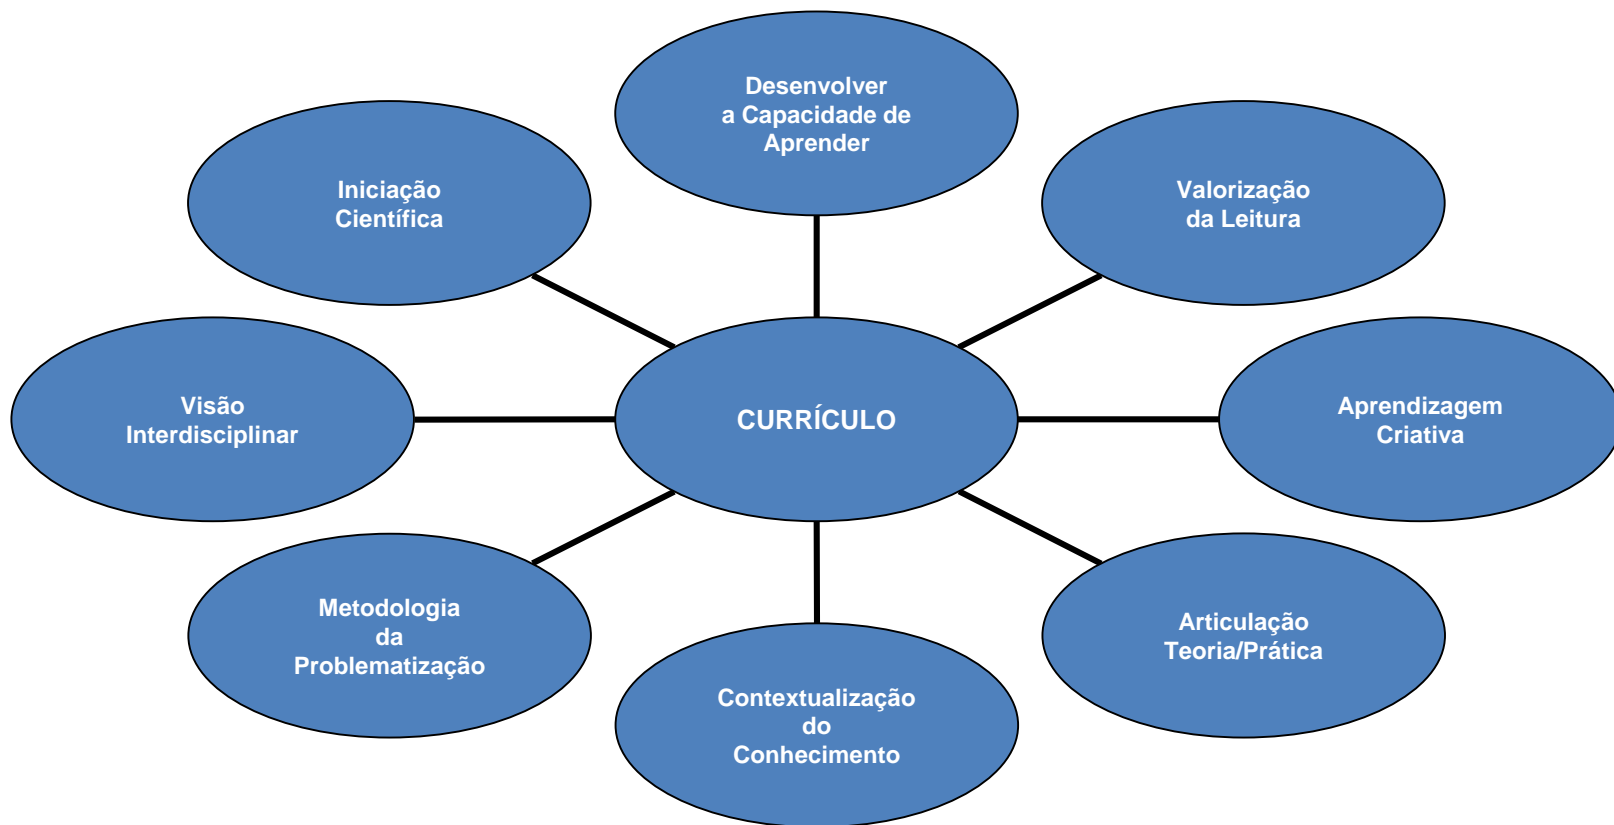 Desenvolver
a Capacidade de
Aprender
Iniciação
Científica
Valorização
da Leitura
Visão
Interdisciplinar
CURRÍCULO
Aprendizagem
Criativa
Metodologia
da
Problematização
Articulação
Teoria/Prática
Contextualização
do
Conhecimento